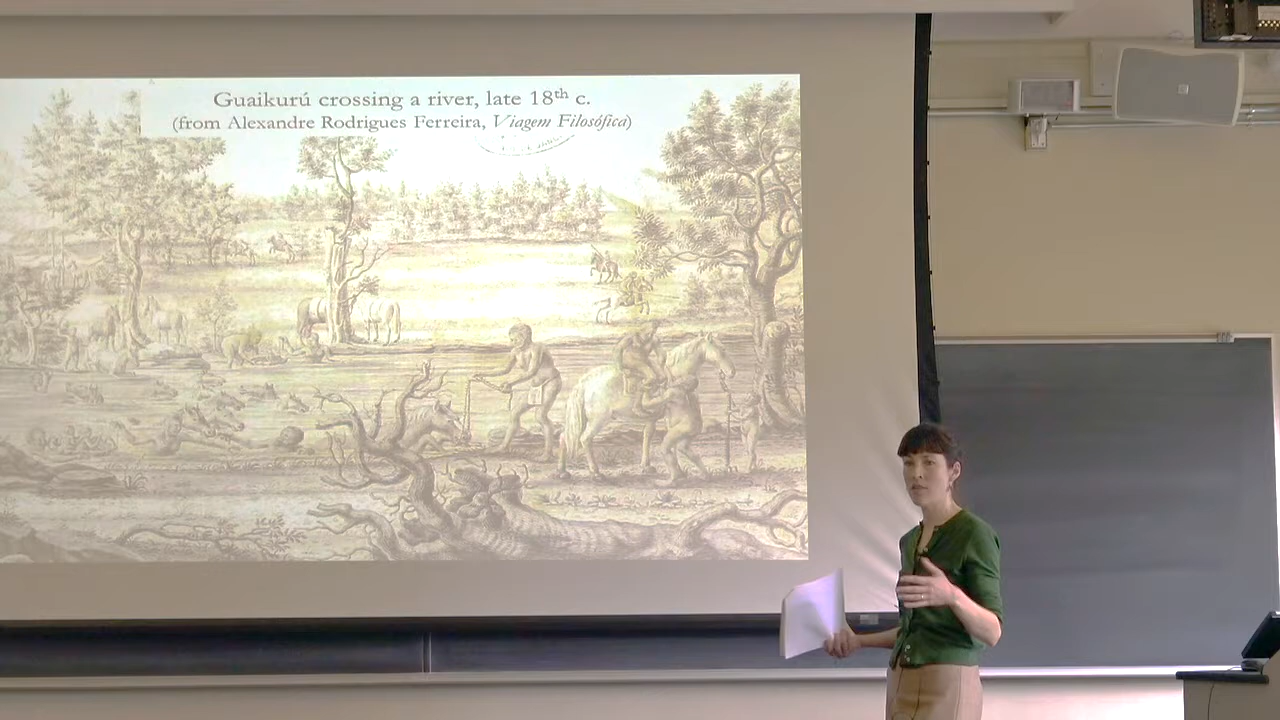 Guaikurú crossing a river, late 18th c.
(from Alexandre Rodrigues Ferreira, Viagem Filosófica)